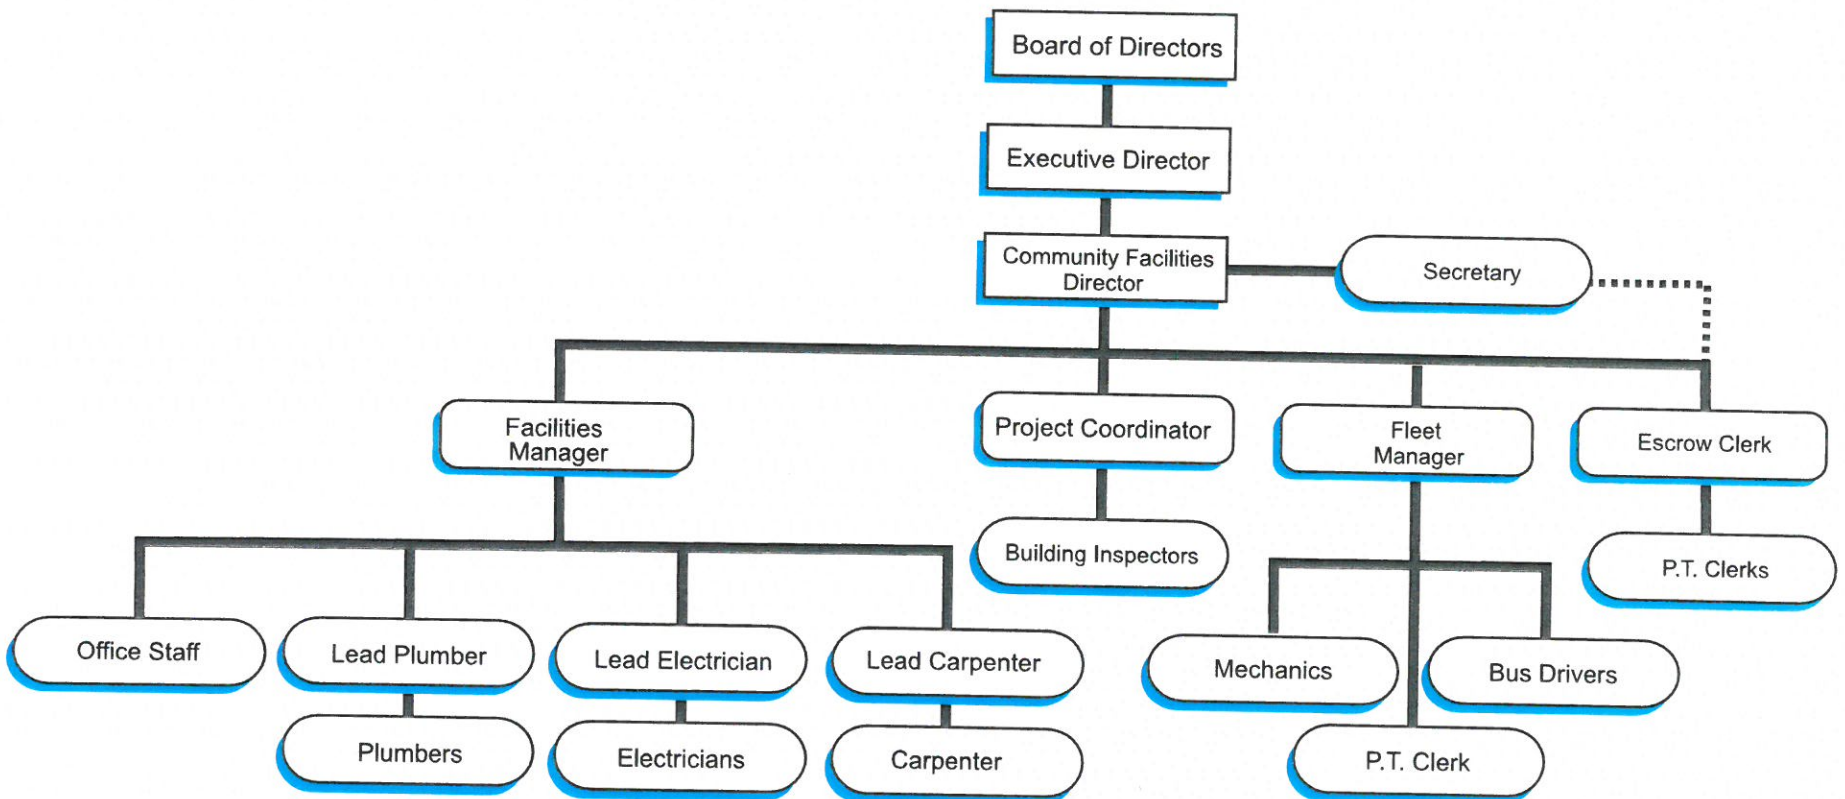 Board of Directors
Executive Director
Community Facilities
Director
Secretary
Facilities
Manager
Project Coordinator
Fleet
Manager
Escrow Clerk
Building Inspectors
P.T. Clerks
Office Staff
Lead Plumber
Lead Electrician
Lead Carpenter
Mechanics
Bus Drivers
Plumbers
Electricians
Carpenter
P.T. Clerk